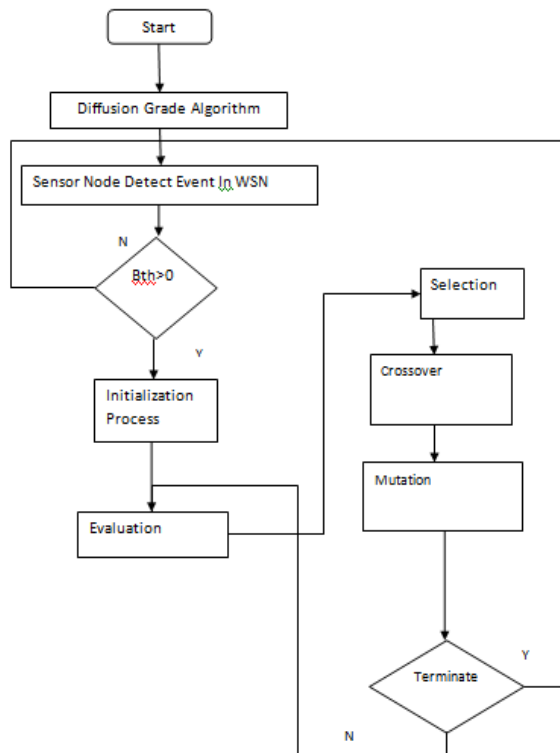 Start
Diffusion Grade Algorithm
Sensor Node Detect Event In WSN
N
Bth>0
Y
Initialization
Process
Evaluation
Selection
Crossover
Mutation
Terminate
Y
N